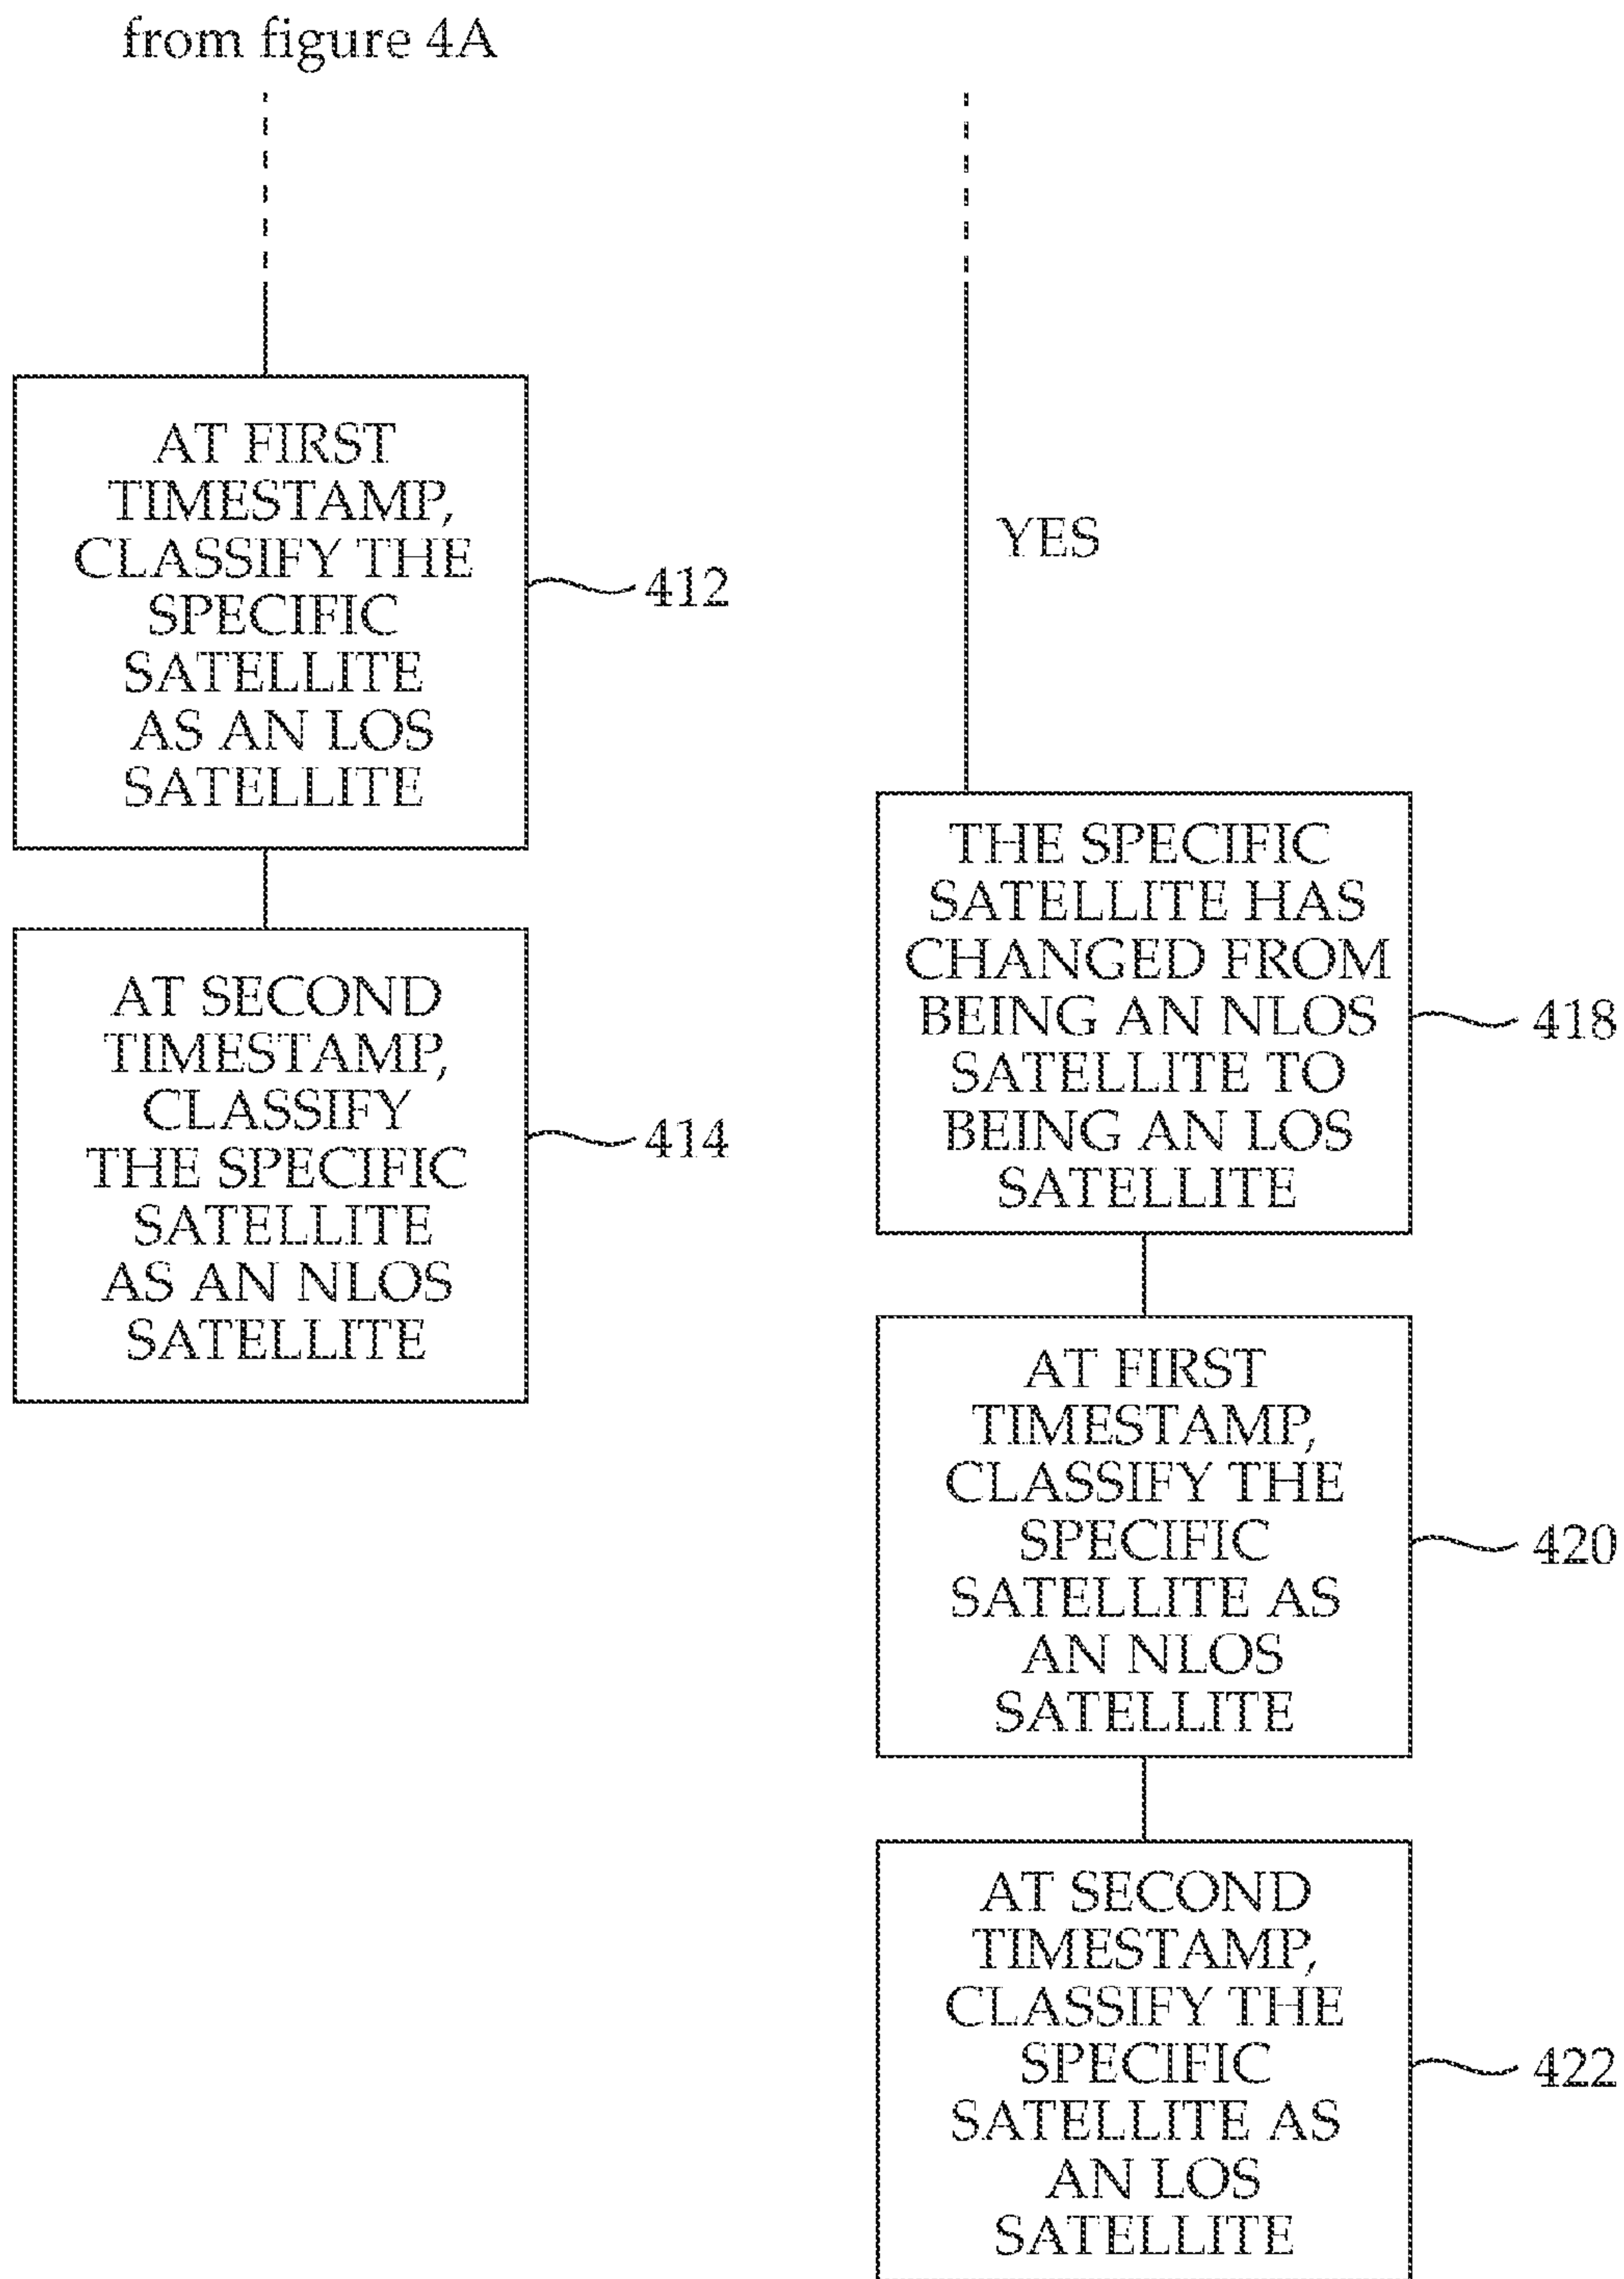 from figure 4A
AT FIRST
TIMESTAMP,
CLASSIFY THE
SPECIFIC
SATELLITE
AS AN LOS
SATELLITE
412
AT SECOND
TIMESTAMP,
CLASSIFY
THE SPECIFIC
SATELLITE
AS AN NLOS
SATELLITE
414
YES
THE SPECIFIC
SATELLITE HAS
CHANGED FROM
BEING AN NLOS
SATELLITE TO
BEING AN LOS
SATELLITE
418
AT FIRST
TIMESTAMP,
CLASSIFY THE
SPECIFIC
SATELLITE AS
AN NLOS
SATELLITE
420
AT SECOND
TIMESTAMP,
CLASSIFY THE
SPECIFIC
SATELLITE AS
AN LOS
SATELLITE
422